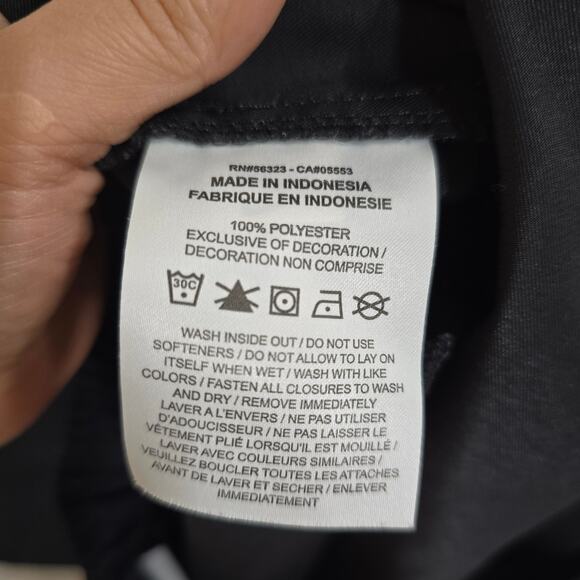 RN#56323 - CA#05553
MADE IN INDONESIA
FABRIQUE EN INDONESIE
100% POLYESTER
EXCLUSIVE OF DECORATION /
DECORATION NON COMPRISE
30C
WASH INSIDE OUT / DO NOT USE
SOFTENERS / DO NOT ALLOW TO LAY ON
ITSELF WHEN WET / WASH WITH LIKE
COLORS / FASTEN ALL CLOSURES TO WASH
AND DRY / REMOVE IMMEDIATELY
LAVER A L'ENVERS / NE PAS UTILISER
D'ADOUCISSEUR / NE PAS LAISSER LE
VÊTEMENT PLIÉ LORSQU'IL EST MOUILLÉ /
LAVER AVEC COULEURS SIMILAIRES /
VEUILLEZ BOUCLER TOUTES LES ATTACHES
AVANT DE LAVER ET SECHER / ENLEVER
IMMEDIATEMENT